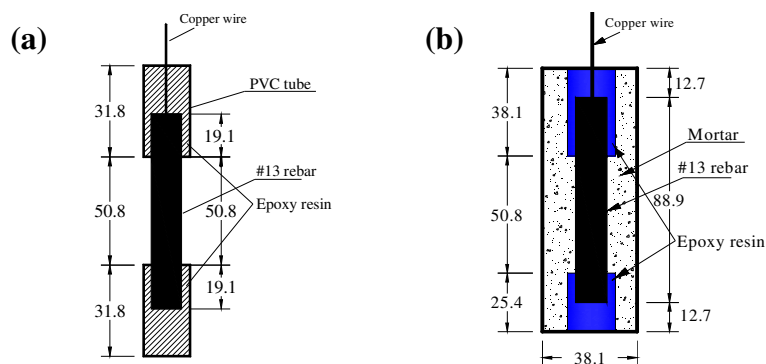 (a)
Copper wire
PVC tube
31.8
19.1
#13 rebar
50.8
50.8
Epoxy resin
19.1
31.8
(b)
Copper wire
12.7
38.1
Mortar
#13 rebar
50.8
88.9
Epoxy resin
25.4
12.7
38.1